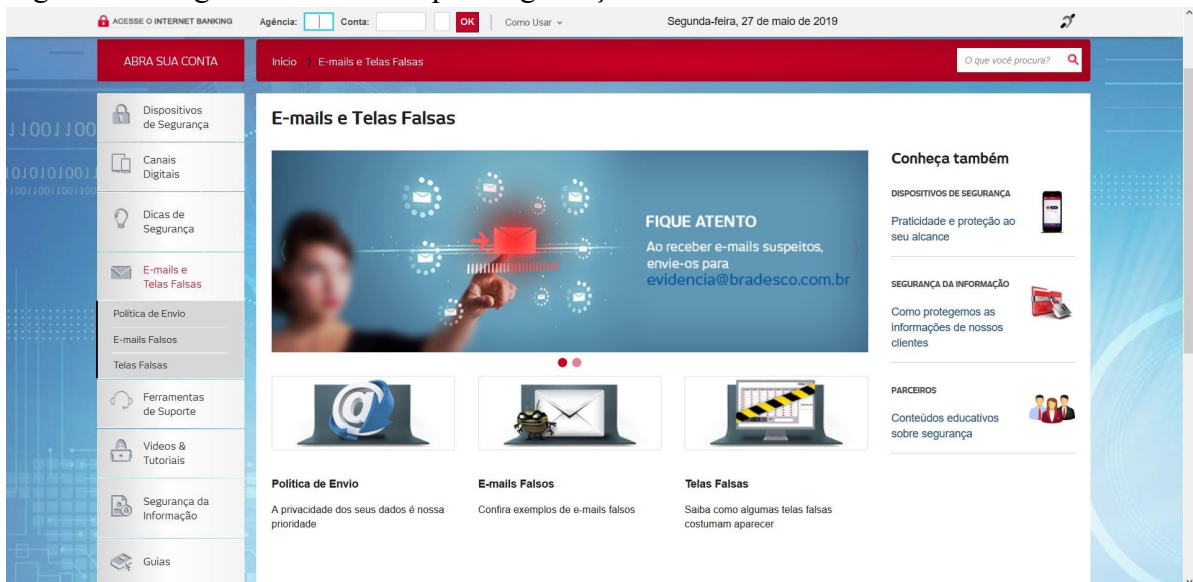 ACESSE O INTERNET BANKING Agência: Conta: OK Como Usar Segunda-feira, 27 de maio de 2019
ABRA SUA CONTA
Início E-mails e Telas Falsas
O que você procura?
Dispositivos
de Segurança
Canais
Digitais
Dicas de
Segurança
E-mails e
Telas Falsas
Política de Envio
E-mails Falsos
Telas Falsas
Ferramentas
de Suporte
Videos &
Tutoriais
Segurança da
Informação
Guias
E-mails e Telas Falsas
FIQUE ATENTO
Ao receber e-mails suspeitos,
envie-os para
evidencia@bradesco.com.br
Política de Envio
A privacidade dos seus dados é nossa
prioridade
E-mails Falsos
Confira exemplos de e-mails falsos
Telas Falsas
Saiba como algumas telas falsas
costumam aparecer
Conheça também
DISPOSITIVOS DE SEGURANÇA
Praticidade e proteção ao
seu alcance
SEGURANÇA DA INFORMAÇÃO
Como protegemos as
informações de nossos
clientes
PARCEIROS
Conteúdos educativos
sobre segurança